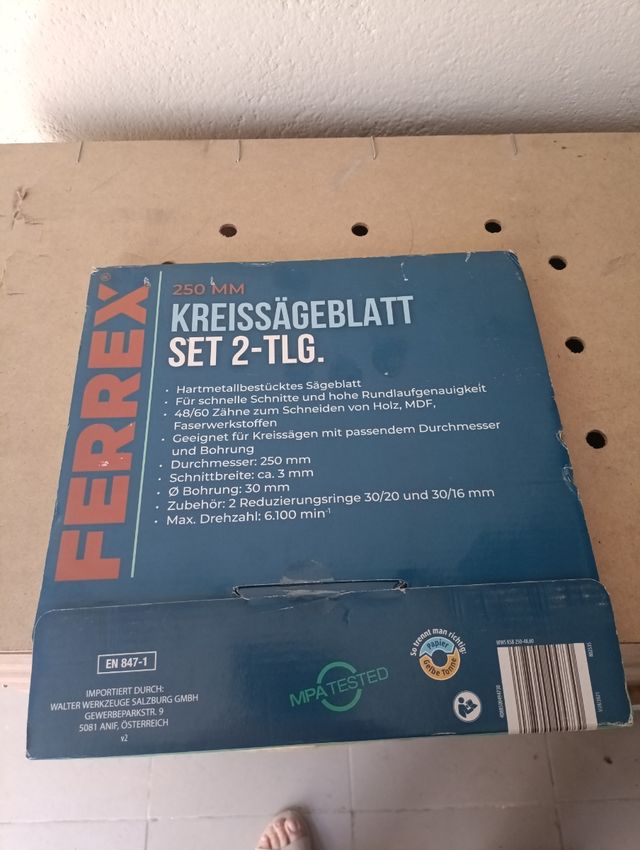 FERREX®
250 MM
KREISSÄGEBLATT
SET 2-TLG.
• Hartmetallbestücktes Sägeblatt
• Für schnelle Schnitte und hohe Rundlaufgenauigkeit
• 48/60 Zähne zum Schneiden von Holz, MDF,
Faserwerkstoffen
• Geeignet für Kreissägen mit passendem Durchmesser
und Bohrung
• Durchmesser: 250 mm
• Schnittbreite: ca. 3 mm
• Ø Bohrung: 30 mm
• Zubehör: 2 Reduzierungsringe 30/20 und 30/16 mm
• Max. Drehzahl: 6.100 min-1
EN 847-1
IMPORTIERT DURCH:
WALTER WERKZEUGE SALZBURG GMBH
GEWERBEPARKSTR. 9
5081 ANIF, ÖSTERREICH
v2
MPA TESTED
So trennt man richtig:
Papier
Gelbe Tonne